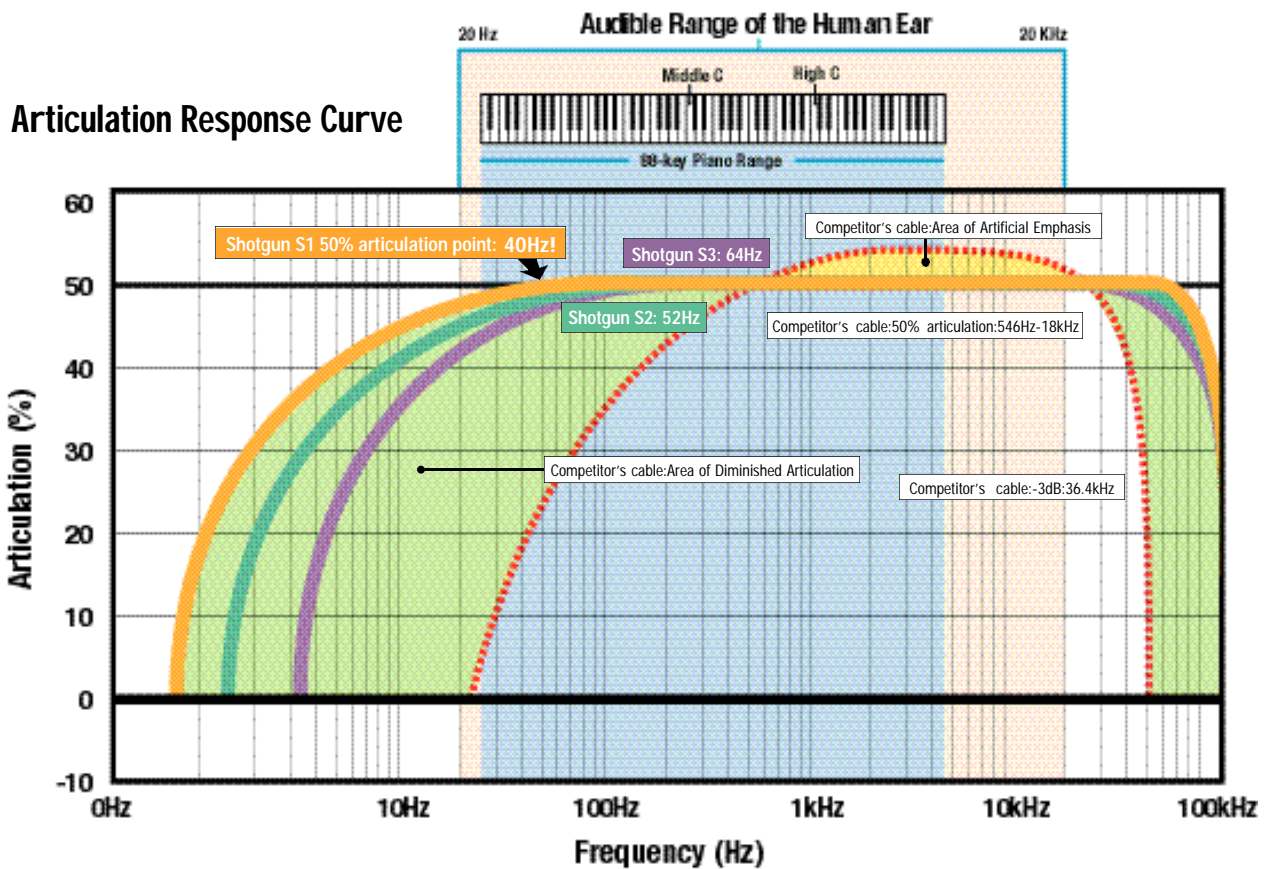 Audible Range of the Human Ear
20 Hz
20 KHz
Middle C
High C
Articulation Response Curve
88-key Piano Range
60
50
40
30
20
10
0
-10
Articulation (%)
Shotgun S1 50% articulation point: 40Hz!
Shotgun S3: 64Hz
Competitor's cable:Area of Artificial Emphasis
Shotgun S2: 52Hz
Competitor's cable:50% articulation:546Hz-18kHz
Competitor's cable:Area of Diminished Articulation
Competitor's cable:-3dB:36.4kHz
0Hz
10Hz
100Hz
1kHz
10kHz
100kHz
Frequency (Hz)